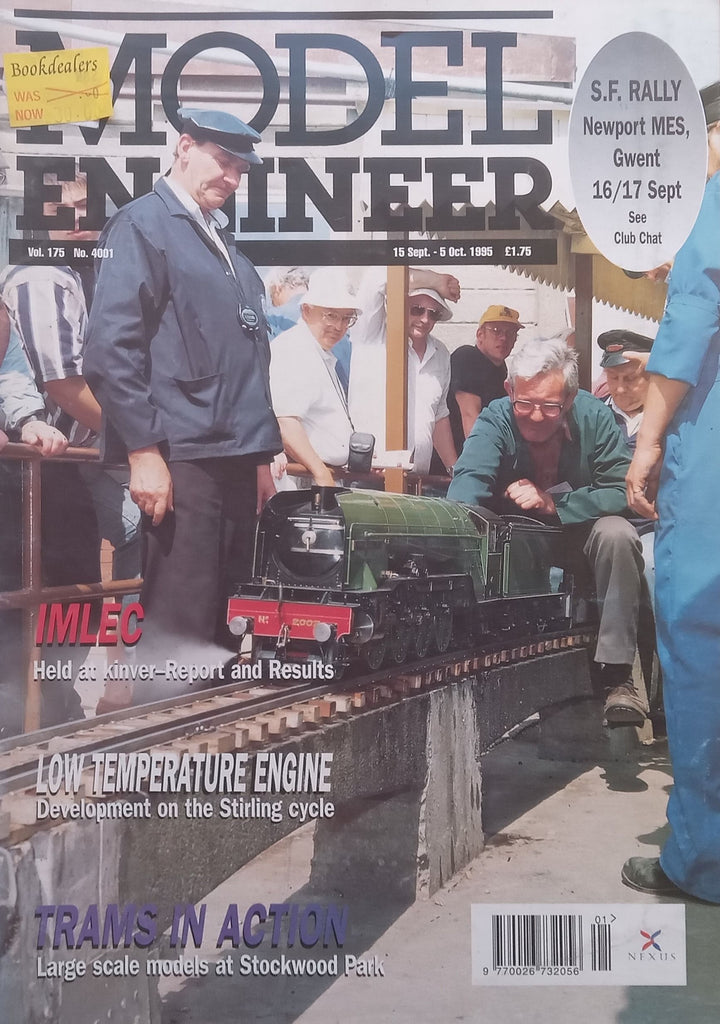 MODEL
ENGINEER
Bookdealers
WAS
NOW
S.F. RALLY
Newport MES,
Gwent
16/17 Sept
See
Club Chat
Vol. 175 No. 4001
15 Sept. - 5 Oct. 1995 £1.75
Nº 2003
IMLEC
Held at kinver–Report and Results
LOW TEMPERATURE ENGINE
Development on the Stirling cycle
TRAMS IN ACTION
Large scale models at Stockwood Park
01>
9 770026 732056
NEXUS